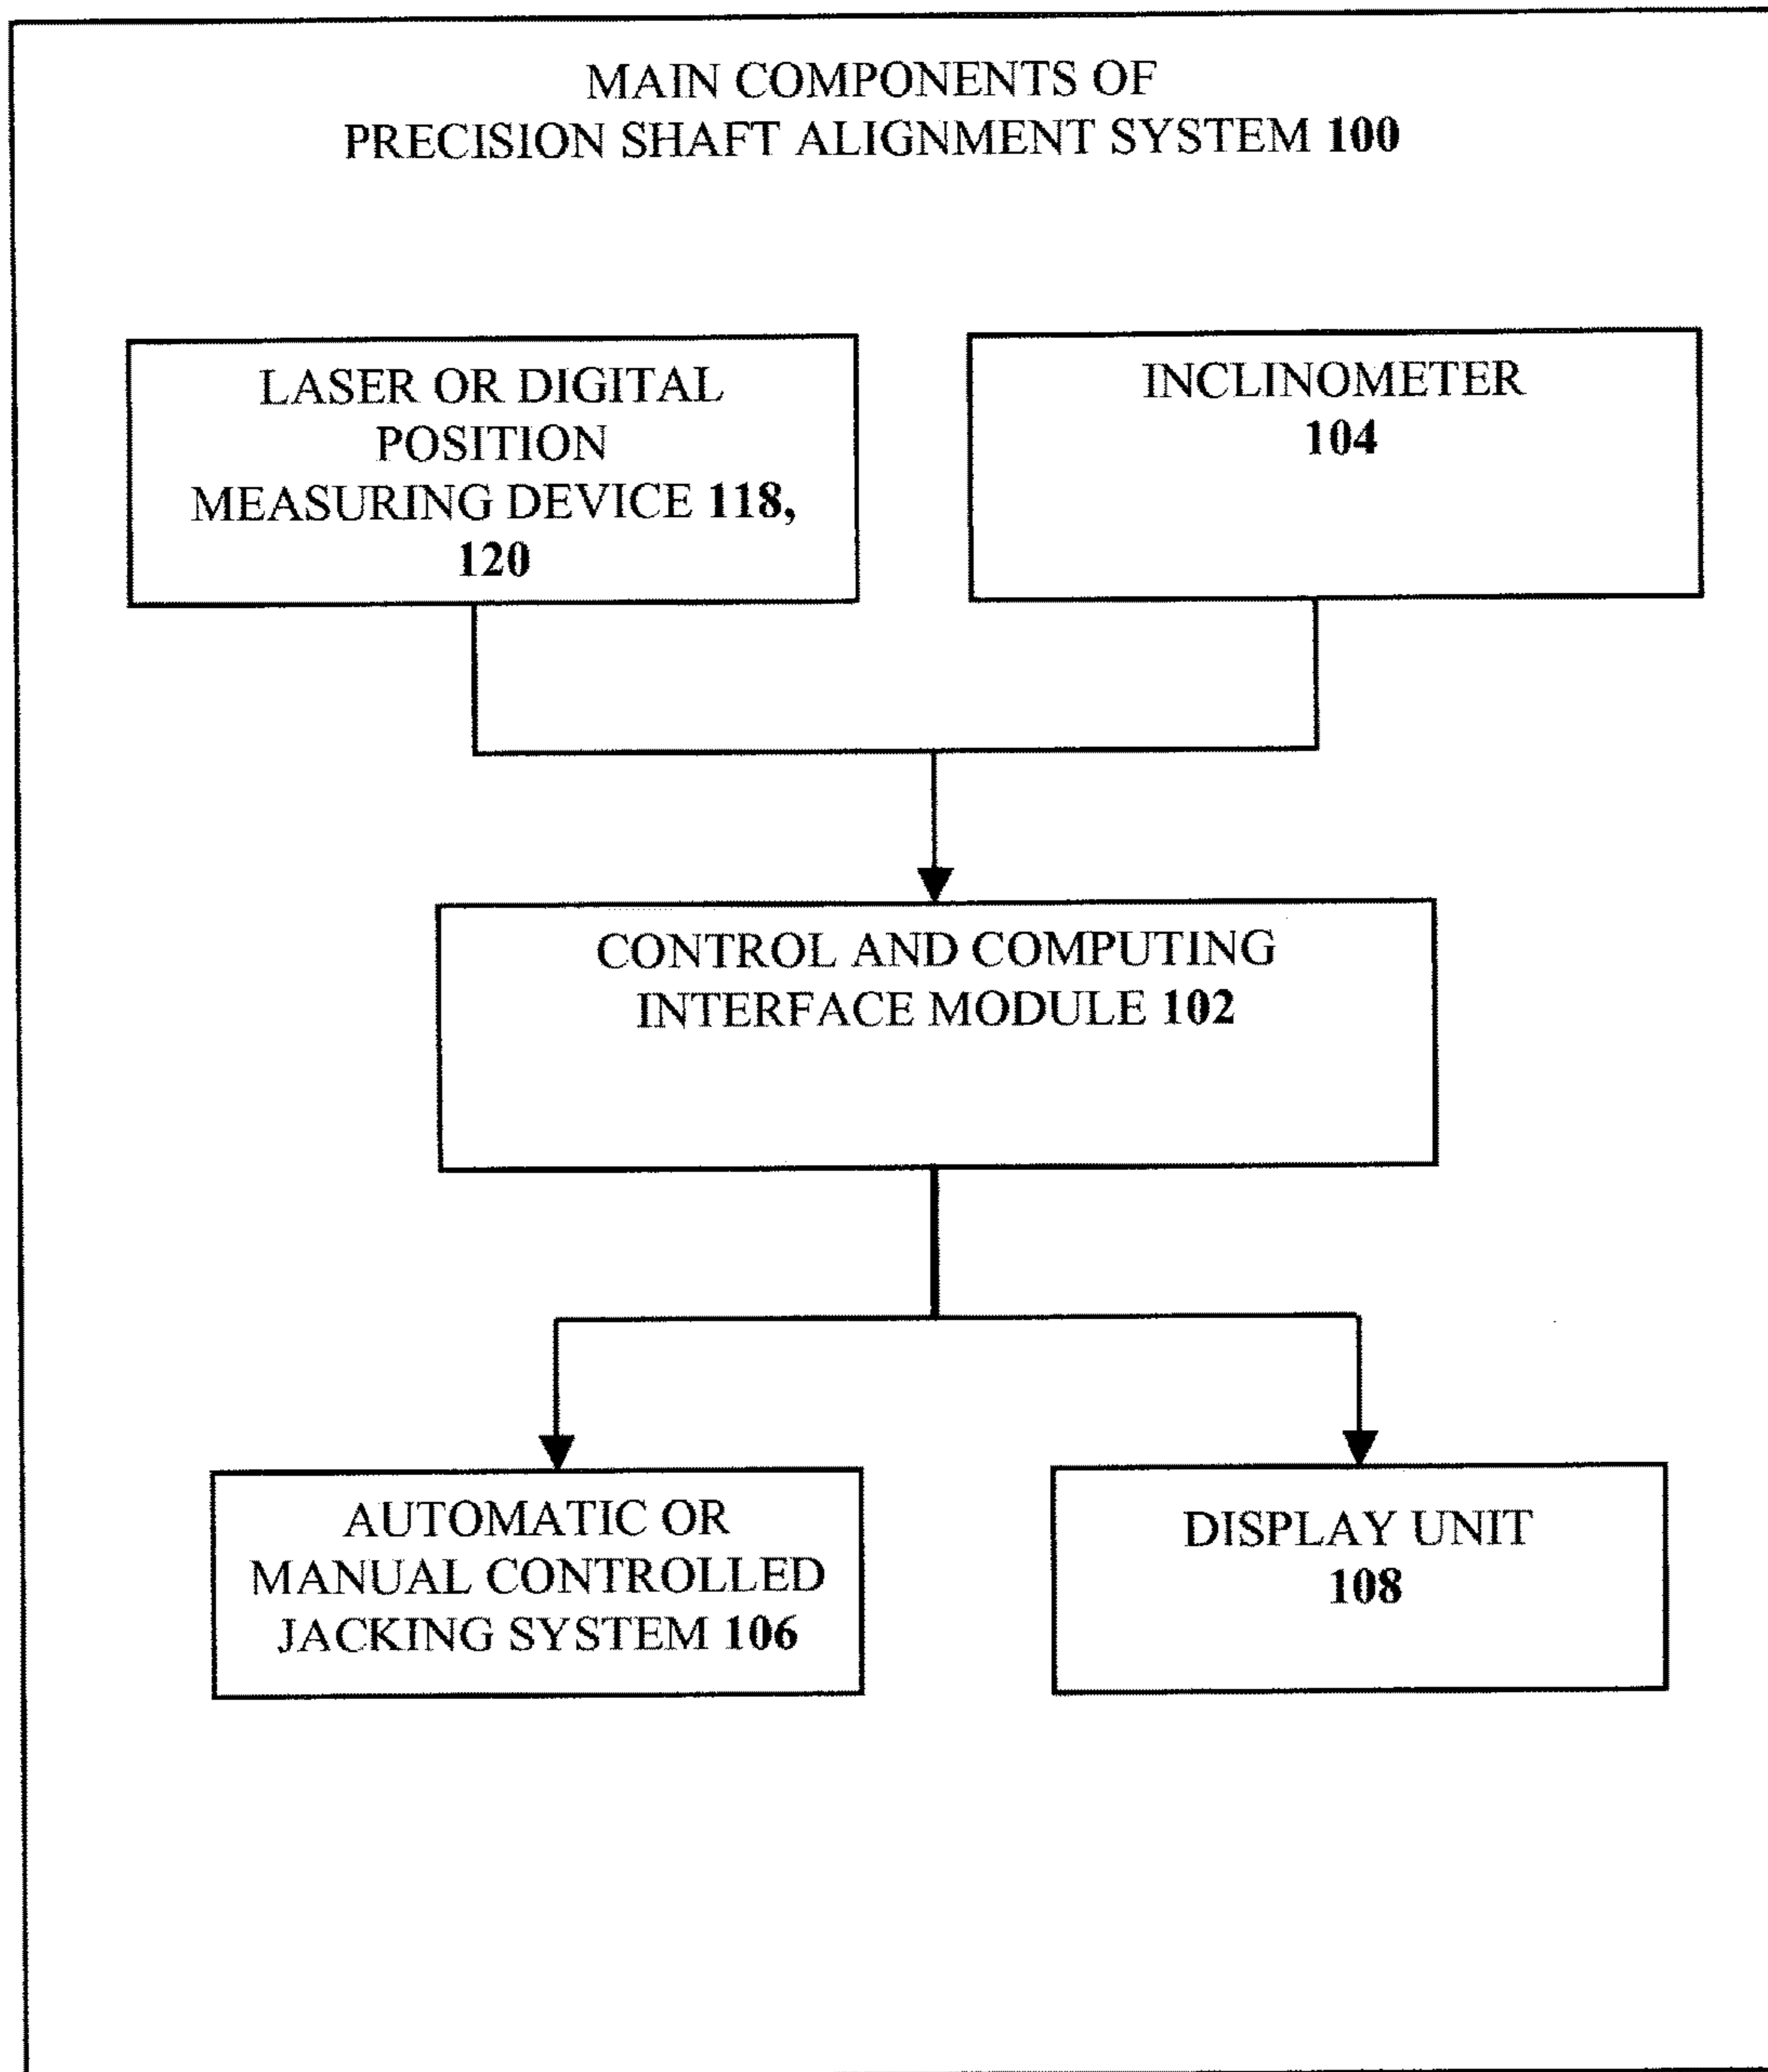 MAIN COMPONENTS OF
PRECISION SHAFT ALIGNMENT SYSTEM 100
LASER OR DIGITAL
POSITION
MEASURING DEVICE 118,
120
INCLINOMETER
104
CONTROL AND COMPUTING
INTERFACE MODULE 102
AUTOMATIC OR
MANUAL CONTROLLED
JACKING SYSTEM 106
DISPLAY UNIT
108